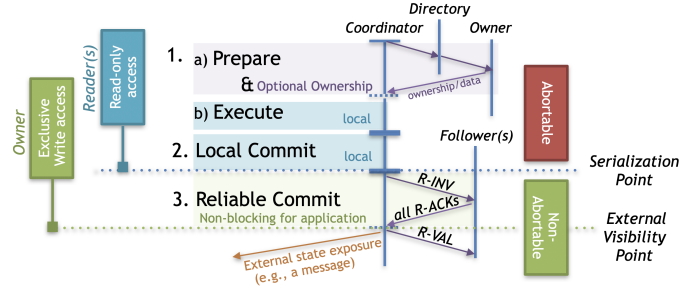 Directory
Coordinator
Owner
1. a) Prepare
& Optional Ownership
ownership/data
b) Execute
local
2. Local Commit
local
Follower(s)
3. Reliable Commit
Non-blocking for application
R-INV
all R-ACKs
R-VAL
External state exposure
(e.g., a message)
Owner
Exclusive
Write access
Reader(s)
Read-only
access
Abortable
Serialization
Point
Non-
Abortable
External
Visibility
Point